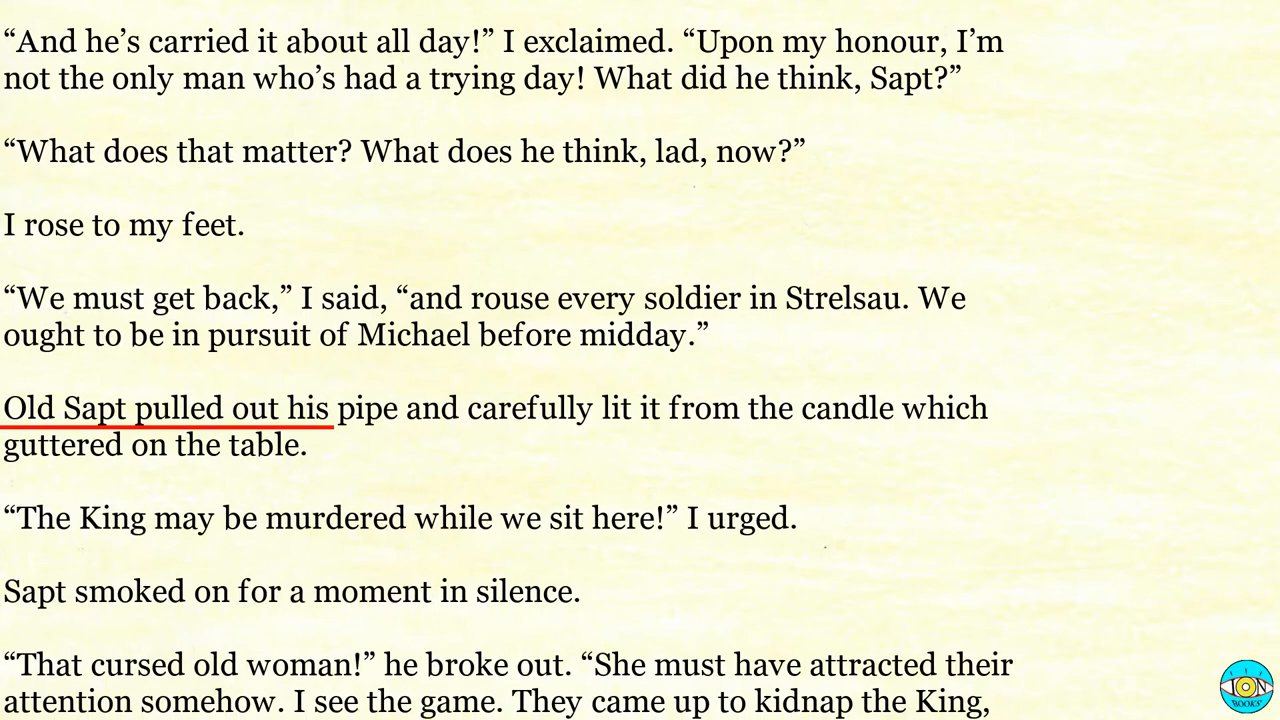 “And he’s carried it about all day!” I exclaimed. “Upon my honour, I’m
not the only man who’s had a trying day! What did he think, Sapt?”
“What does that matter? What does he think, lad, now?”
I rose to my feet.
“We must get back,” I said, “and rouse every soldier in Strelsau. We
ought to be in pursuit of Michael before midday.”
Old Sapt pulled out his pipe and carefully lit it from the candle which
guttered on the table.
“The King may be murdered while we sit here!” I urged.
Sapt smoked on for a moment in silence.
“That cursed old woman!” he broke out. “She must have attracted their
attention somehow. I see the game. They came up to kidnap the King,
ION
BOOKS